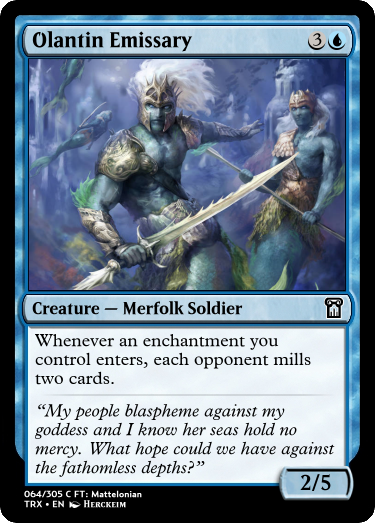 Olantin Emissary 3
Creature — Merfolk Soldier
Whenever an enchantment you
control enters, each opponent mills
two cards.
“My people blaspheme against my
goddess and I know her seas hold no
mercy. What hope could we have against
the fathomless depths?”
2/5
064/305 C FT: Mattelonian
TRX • EN Herckeim